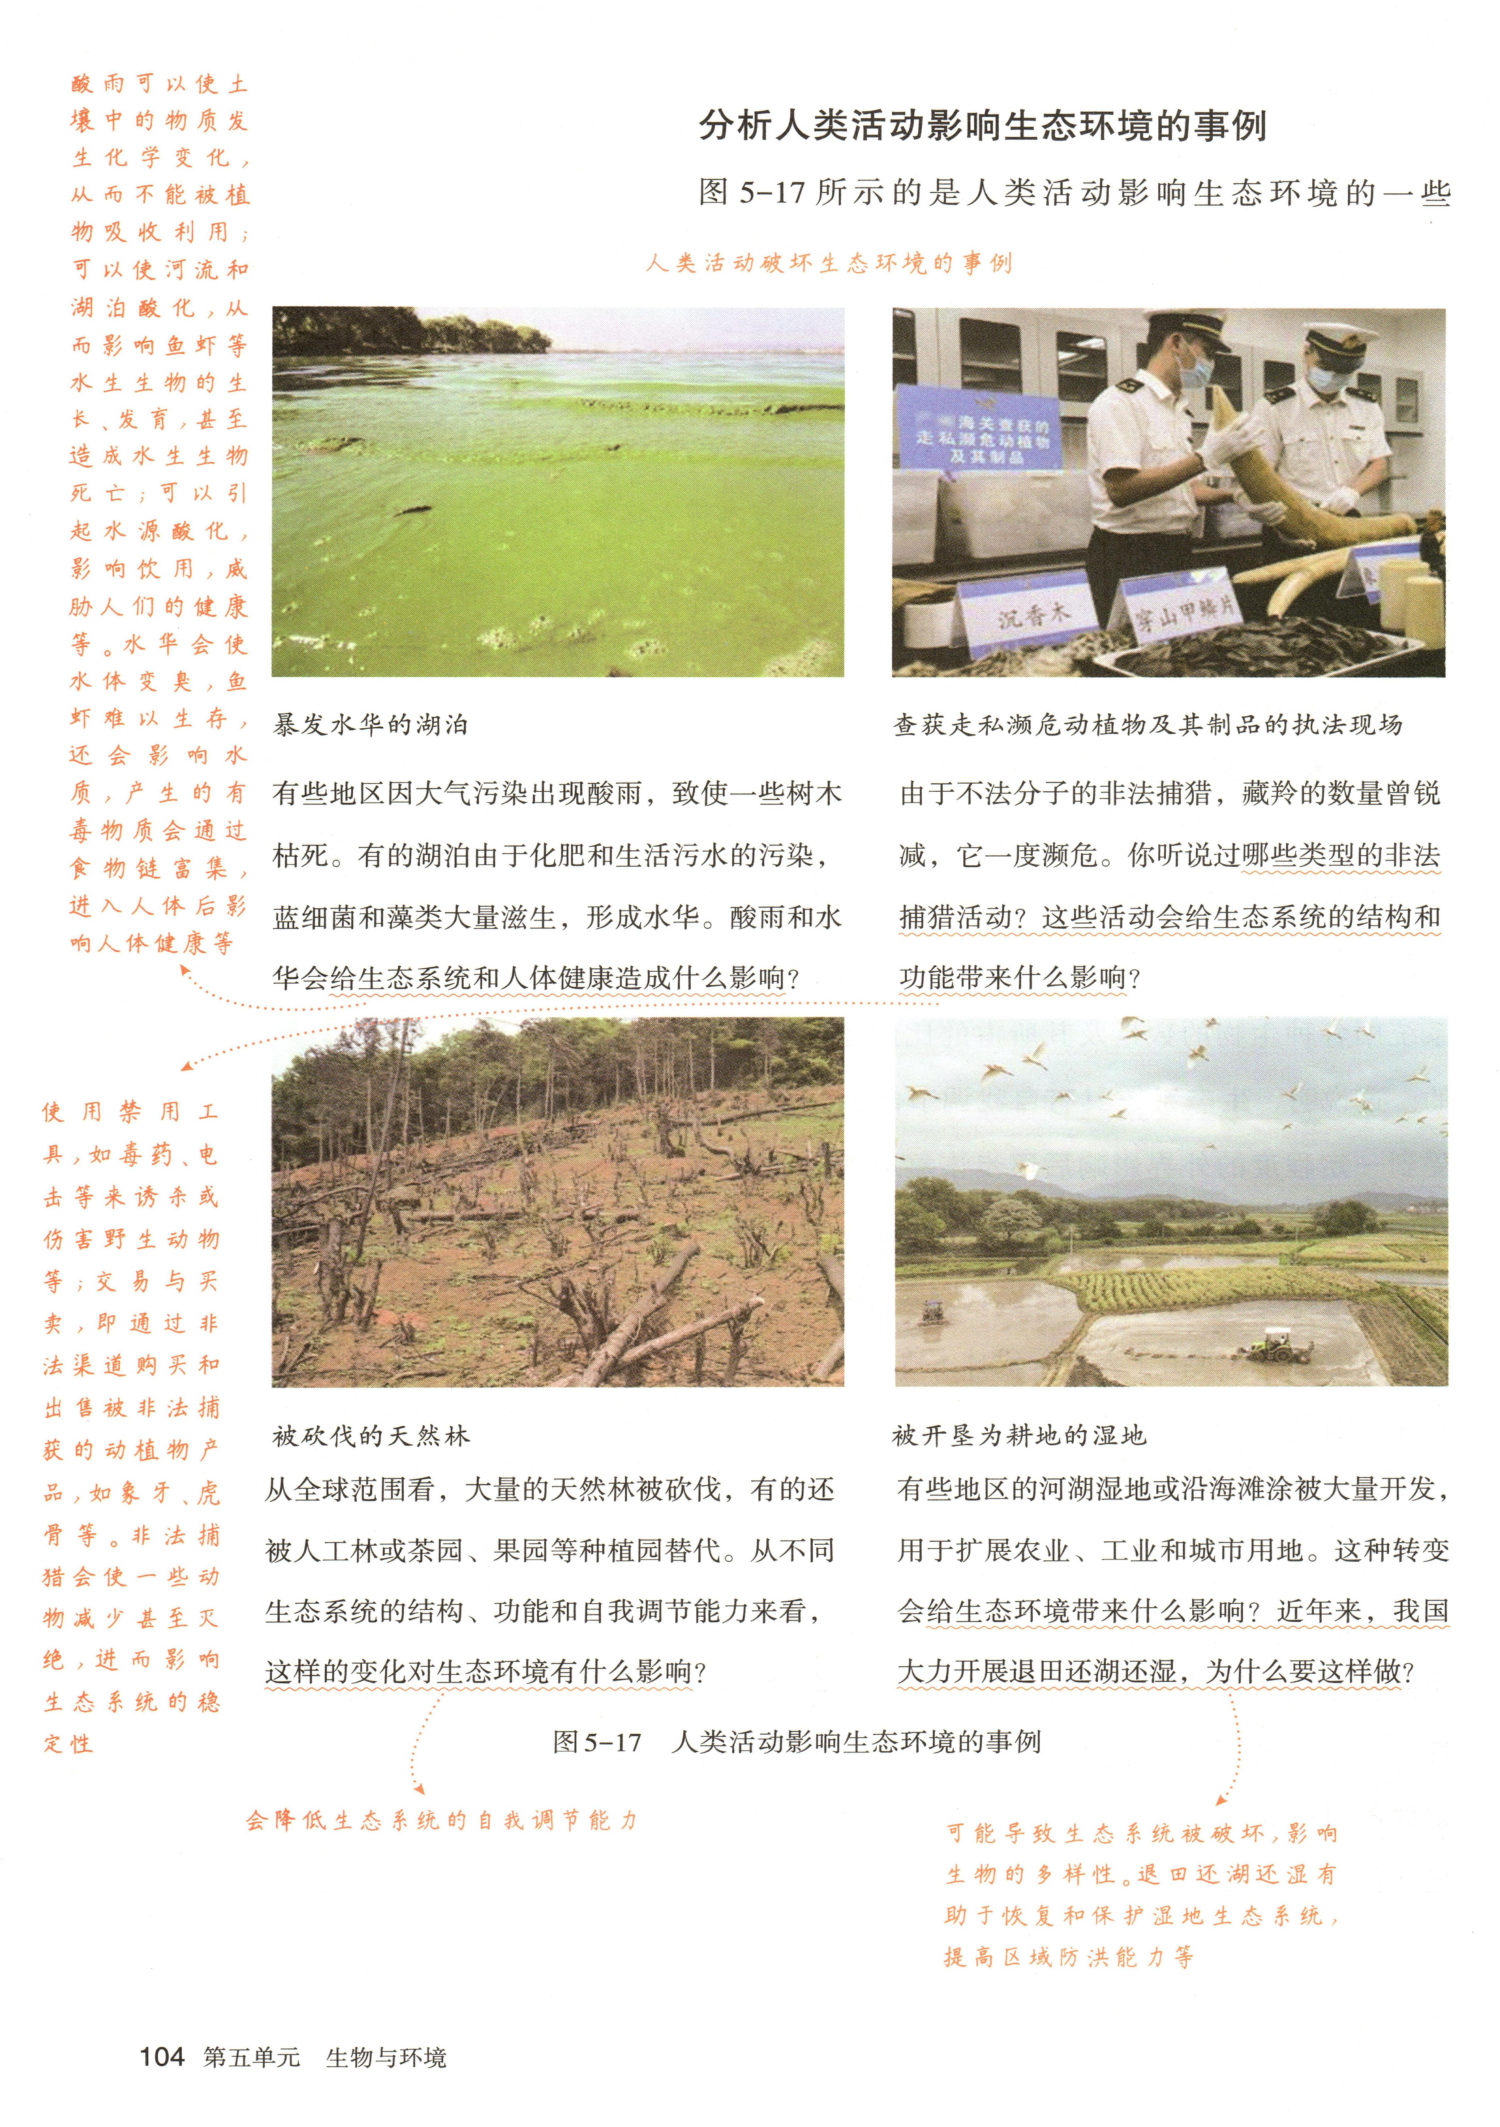 酸雨可以使土
壤中的物质发
生化学变化，
从而不能被植
物吸收利用；
可以使河流和
湖泊酸化，从
而影响鱼虾等
水生生物的生
长、发育，甚至
造成水生生物
死亡；可以引
起水源酸化，
影响饮用，威
胁人们的健康
等。水华会使
水体变臭，鱼
虾难以生存，
还会影响水
质，产生的有
毒物质会通过
食物链富集，
进入人体后影
响人体健康等
分析人类活动影响生态环境的事例
图 5-17 所示的是人类活动影响生态环境的一些
人类活动破坏生态环境的事例
海关查获的
走私濒危动植物
及其制品
沉香木
穿山甲鳞片
暴发水华的湖泊
有些地区因大气污染出现酸雨，致使一些树木
枯死。有的湖泊由于化肥和生活污水的污染，
蓝细菌和藻类大量滋生，形成水华。酸雨和水
华会给生态系统和人体健康造成什么影响？
查获走私濒危动植物及其制品的执法现场
由于不法分子的非法捕猎，藏羚的数量曾锐
减，它一度濒危。你听说过哪些类型的非法
捕猎活动？这些活动会给生态系统的结构和
功能带来什么影响？
使用禁用工
具，如毒药、电
击等来诱杀或
伤害野生动物
等；交易与买
卖，即通过非
法渠道购买和
出售被非法捕
获的动植物产
品，如象牙、虎
骨等。非法捕
猎会使一些动
物减少甚至灭
绝，进而影响
生态系统的稳
定性
被砍伐的天然林
从全球范围看，大量的天然林被砍伐，有的还
被人工林或茶园、果园等种植园替代。从不同
生态系统的结构、功能和自我调节能力来看，
这样的变化对生态环境有什么影响？
被开垦为耕地的湿地
有些地区的河湖湿地或沿海滩涂被大量开发，
用于扩展农业、工业和城市用地。这种转变
会给生态环境带来什么影响？近年来，我国
大力开展退田还湖还湿，为什么要这样做？
图 5-17 人类活动影响生态环境的事例
会降低生态系统的自我调节能力
可能导致生态系统被破坏，影响
生物的多样性。退田还湖还湿有
助于恢复和保护湿地生态系统，
提高区域防洪能力等
104 第五单元 生物与环境